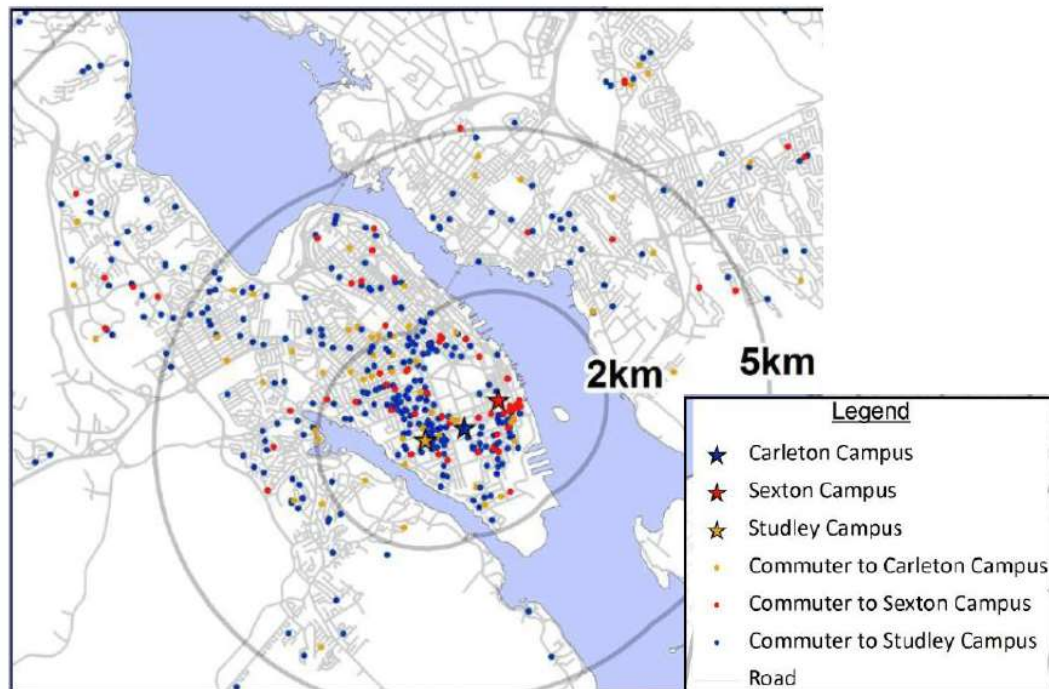 2km
5km
Legend
Carleton Campus
Sexton Campus
Studley Campus
Commuter to Carleton Campus
Commuter to Sexton Campus
Commuter to Studley Campus
Road